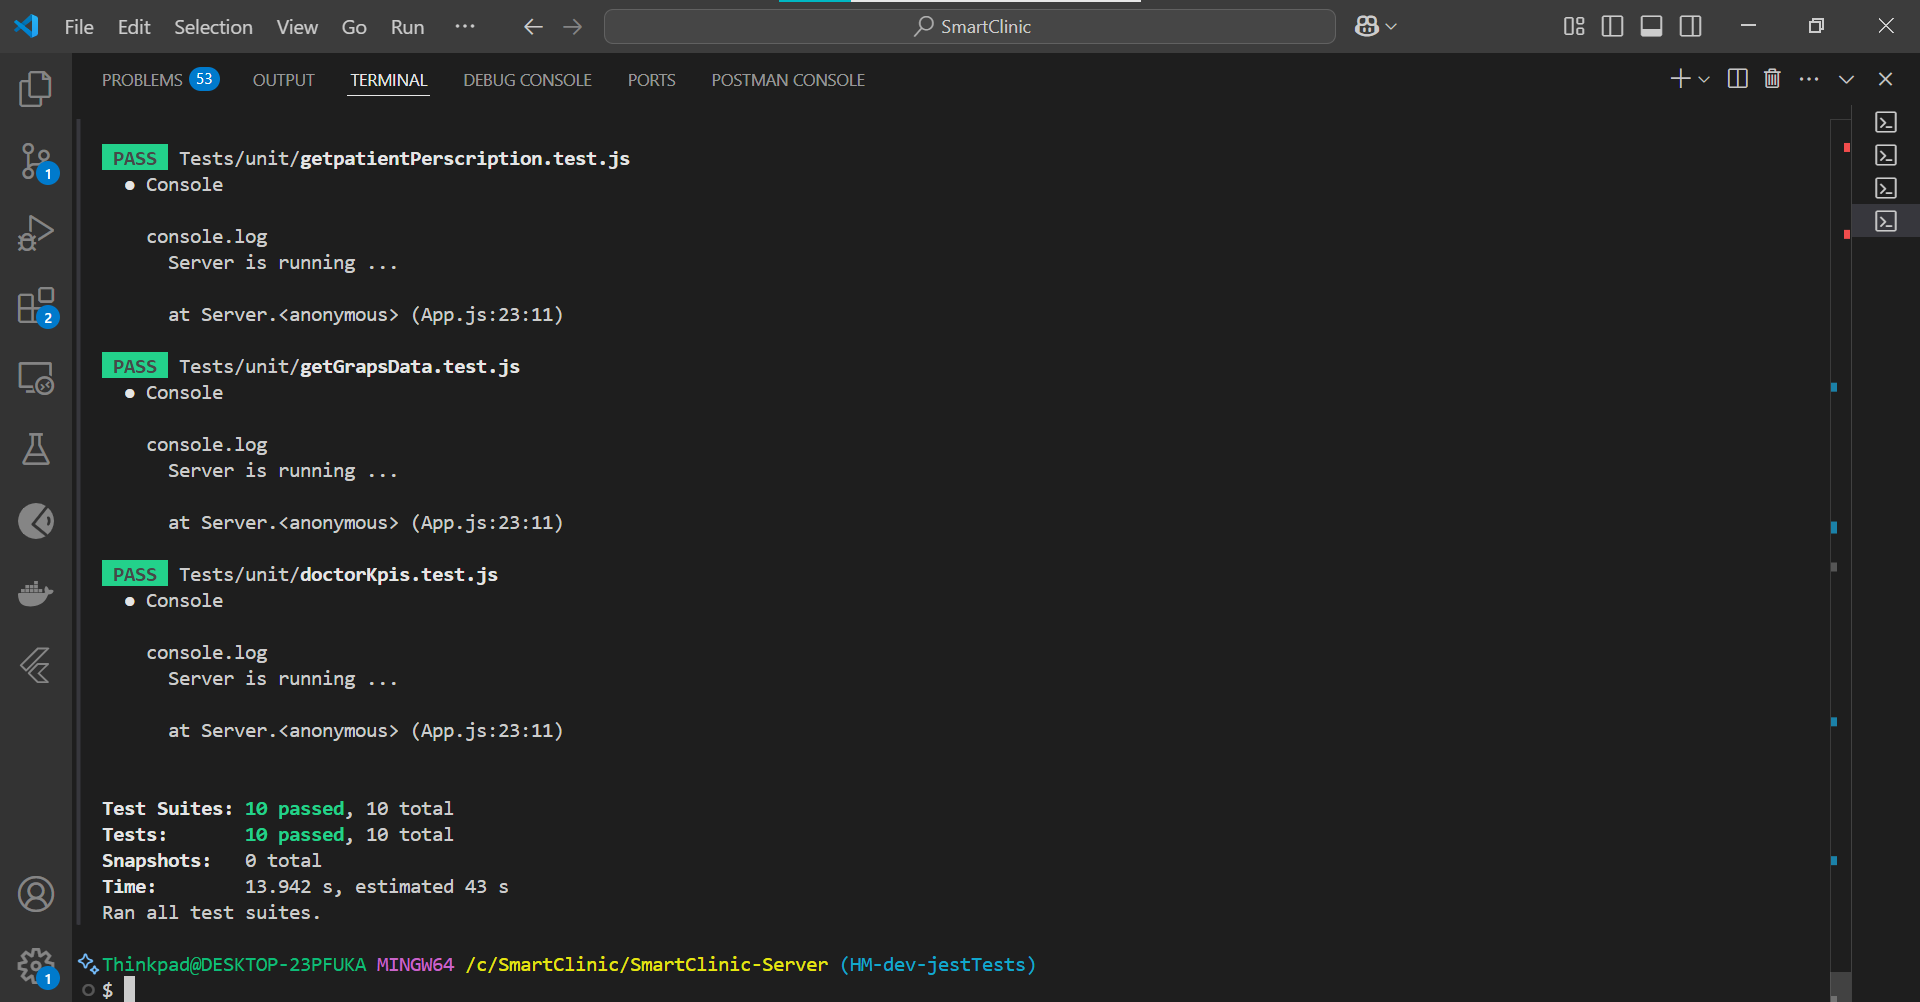 File Edit Selection View Go Run ··· SmartClinic
PROBLEMS 53 OUTPUT TERMINAL DEBUG CONSOLE PORTS POSTMAN CONSOLE
PASS Tests/unit/getpatientPerscription.test.js
● Console
console.log
Server is running ...
at Server.<anonymous> (App.js:23:11)
PASS Tests/unit/getGrapsData.test.js
● Console
console.log
Server is running ...
at Server.<anonymous> (App.js:23:11)
PASS Tests/unit/doctorKpis.test.js
● Console
console.log
Server is running ...
at Server.<anonymous> (App.js:23:11)
Test Suites: 10 passed, 10 total
Tests: 10 passed, 10 total
Snapshots: 0 total
Time: 13.942 s, estimated 43 s
Ran all test suites.
Thinkpad@DESKTOP-23PFUKA MINGW64 /c/SmartClinic/SmartClinic-Server (HM-dev-jestTests)
$
1
2
1